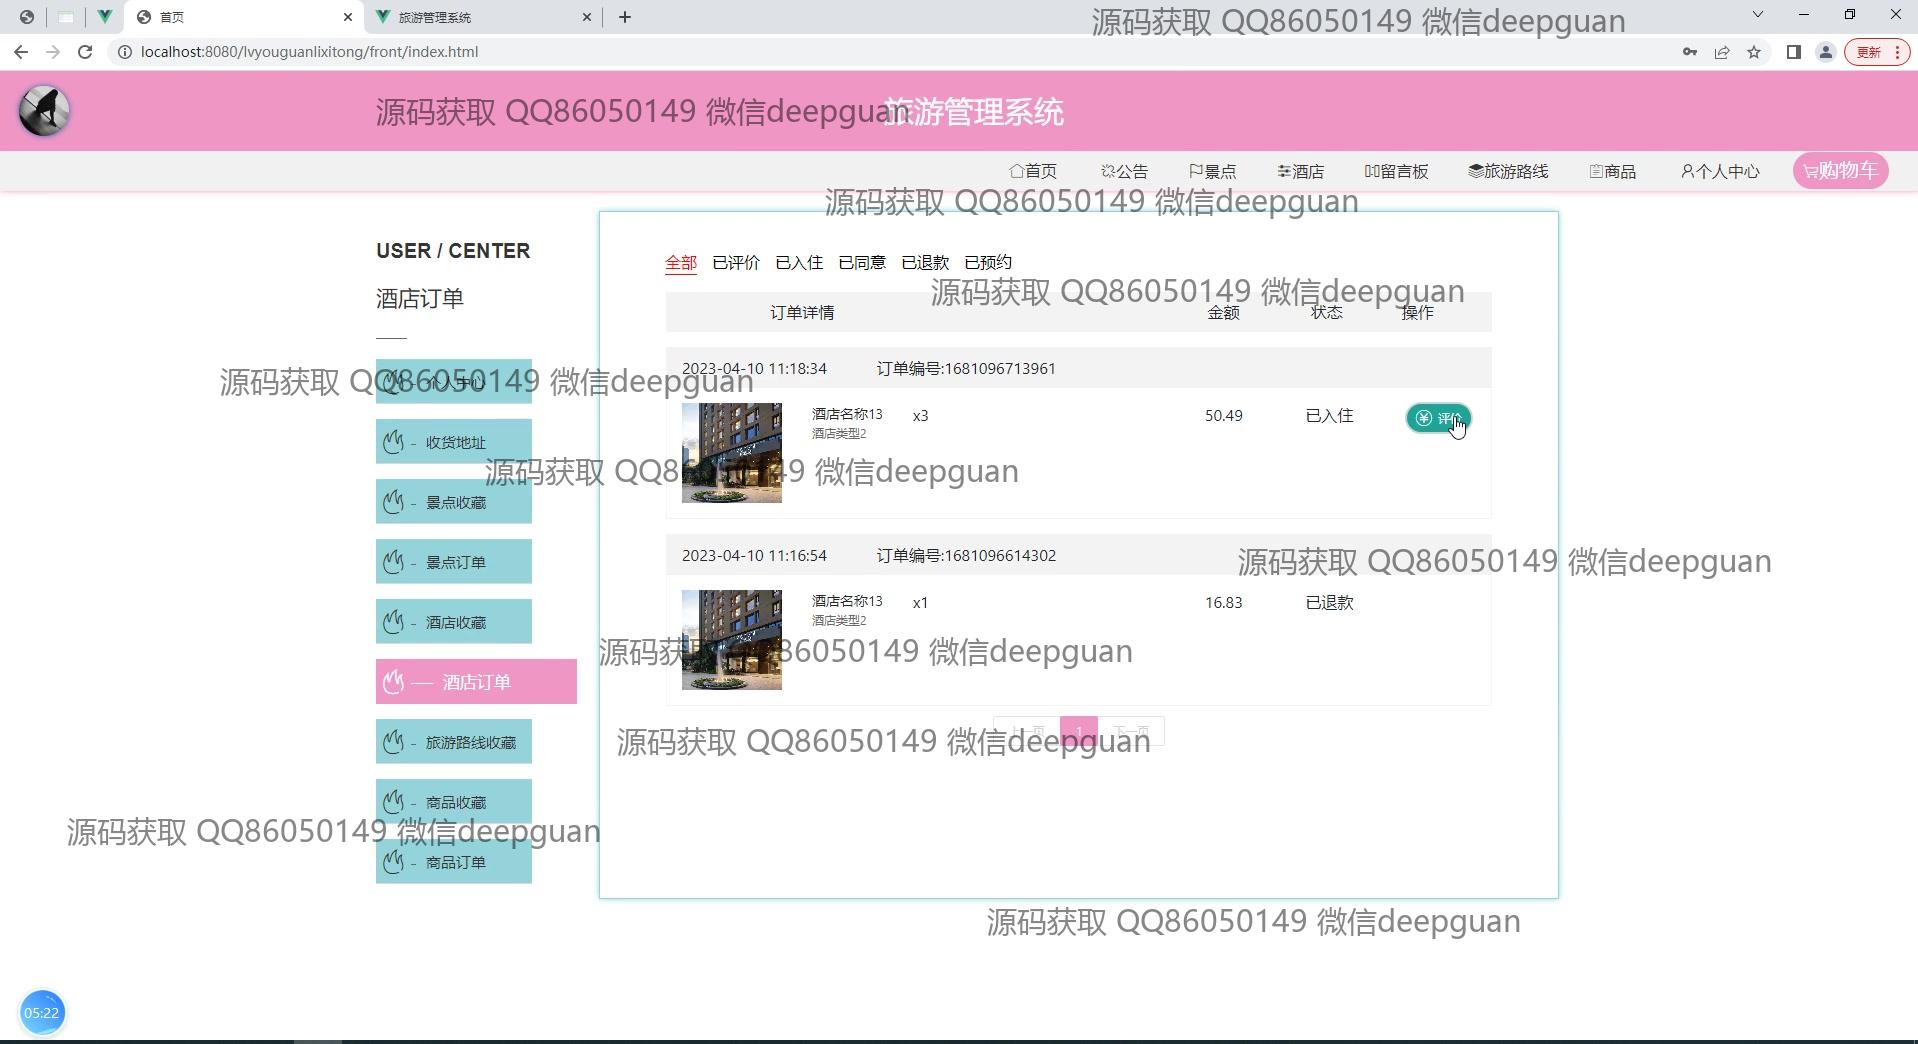 首页
旅游管理系统
源码获取 QQ86050149 微信deepguan
localhost:8080/lvyouguanlixitong/front/index.html
更新
源码获取 QQ86050149 微信deepguan
旅游管理系统
首页 公告 景点 酒店 留言板 旅游路线 商品 个人中心 购物车
源码获取 QQ86050149 微信deepguan
USER / CENTER
酒店订单
全部 已评价 已入住 已同意 已退款 已预约
源码获取 QQ86050149 微信deepguan
订单详情 金额 状态 操作
2023-04-10 11:18:34 订单编号:1681096713961
源码获取 QQ86050149 微信deepguan
- 个人中心
酒店名称13 x3 50.49 已入住 评价
酒店类型2
- 收货地址
源码获取 QQ86050149 微信deepguan
- 景点收藏
2023-04-10 11:16:54 订单编号:1681096614302
源码获取 QQ86050149 微信deepguan
- 景点订单
酒店名称13 x1 16.83 已退款
酒店类型2
- 酒店收藏
源码获取 QQ86050149 微信deepguan
酒店订单
上一页 1 下一页
源码获取 QQ86050149 微信deepguan
- 旅游路线收藏
- 商品收藏
源码获取 QQ86050149 微信deepguan
- 商品订单
源码获取 QQ86050149 微信deepguan
05:22